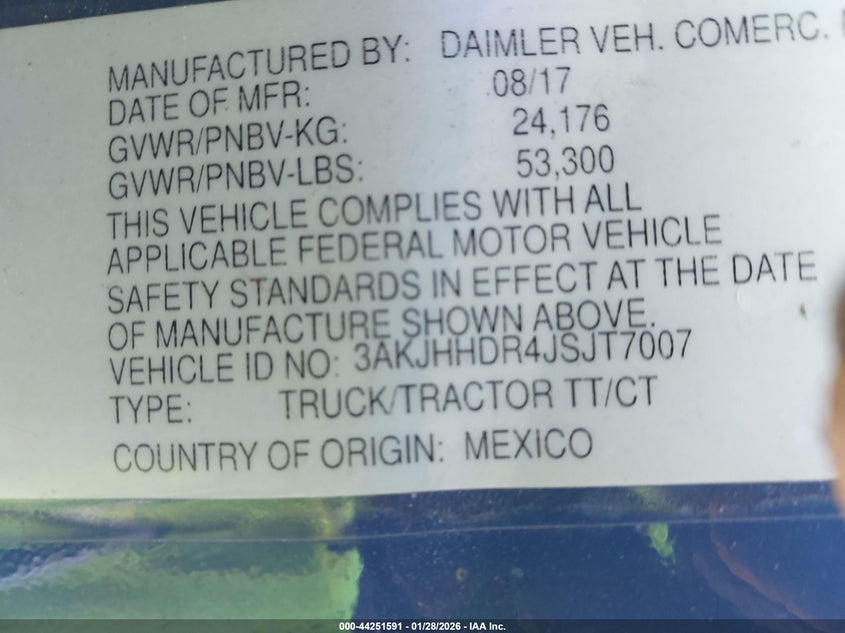 MANUFACTURED BY: DAIMLER VEH. COMERC.
DATE OF MFR: 08/17
GVWR/PNBV-KG: 24,176
GVWR/PNBV-LBS: 53,300
THIS VEHICLE COMPLIES WITH ALL
APPLICABLE FEDERAL MOTOR VEHICLE
SAFETY STANDARDS IN EFFECT AT THE DATE
OF MANUFACTURE SHOWN ABOVE.
VEHICLE ID NO: 3AKJHHDR4JSJT7007
TYPE: TRUCK/TRACTOR TT/CT
COUNTRY OF ORIGIN: MEXICO
000-44251591 - 01/28/2026 - IAA Inc.